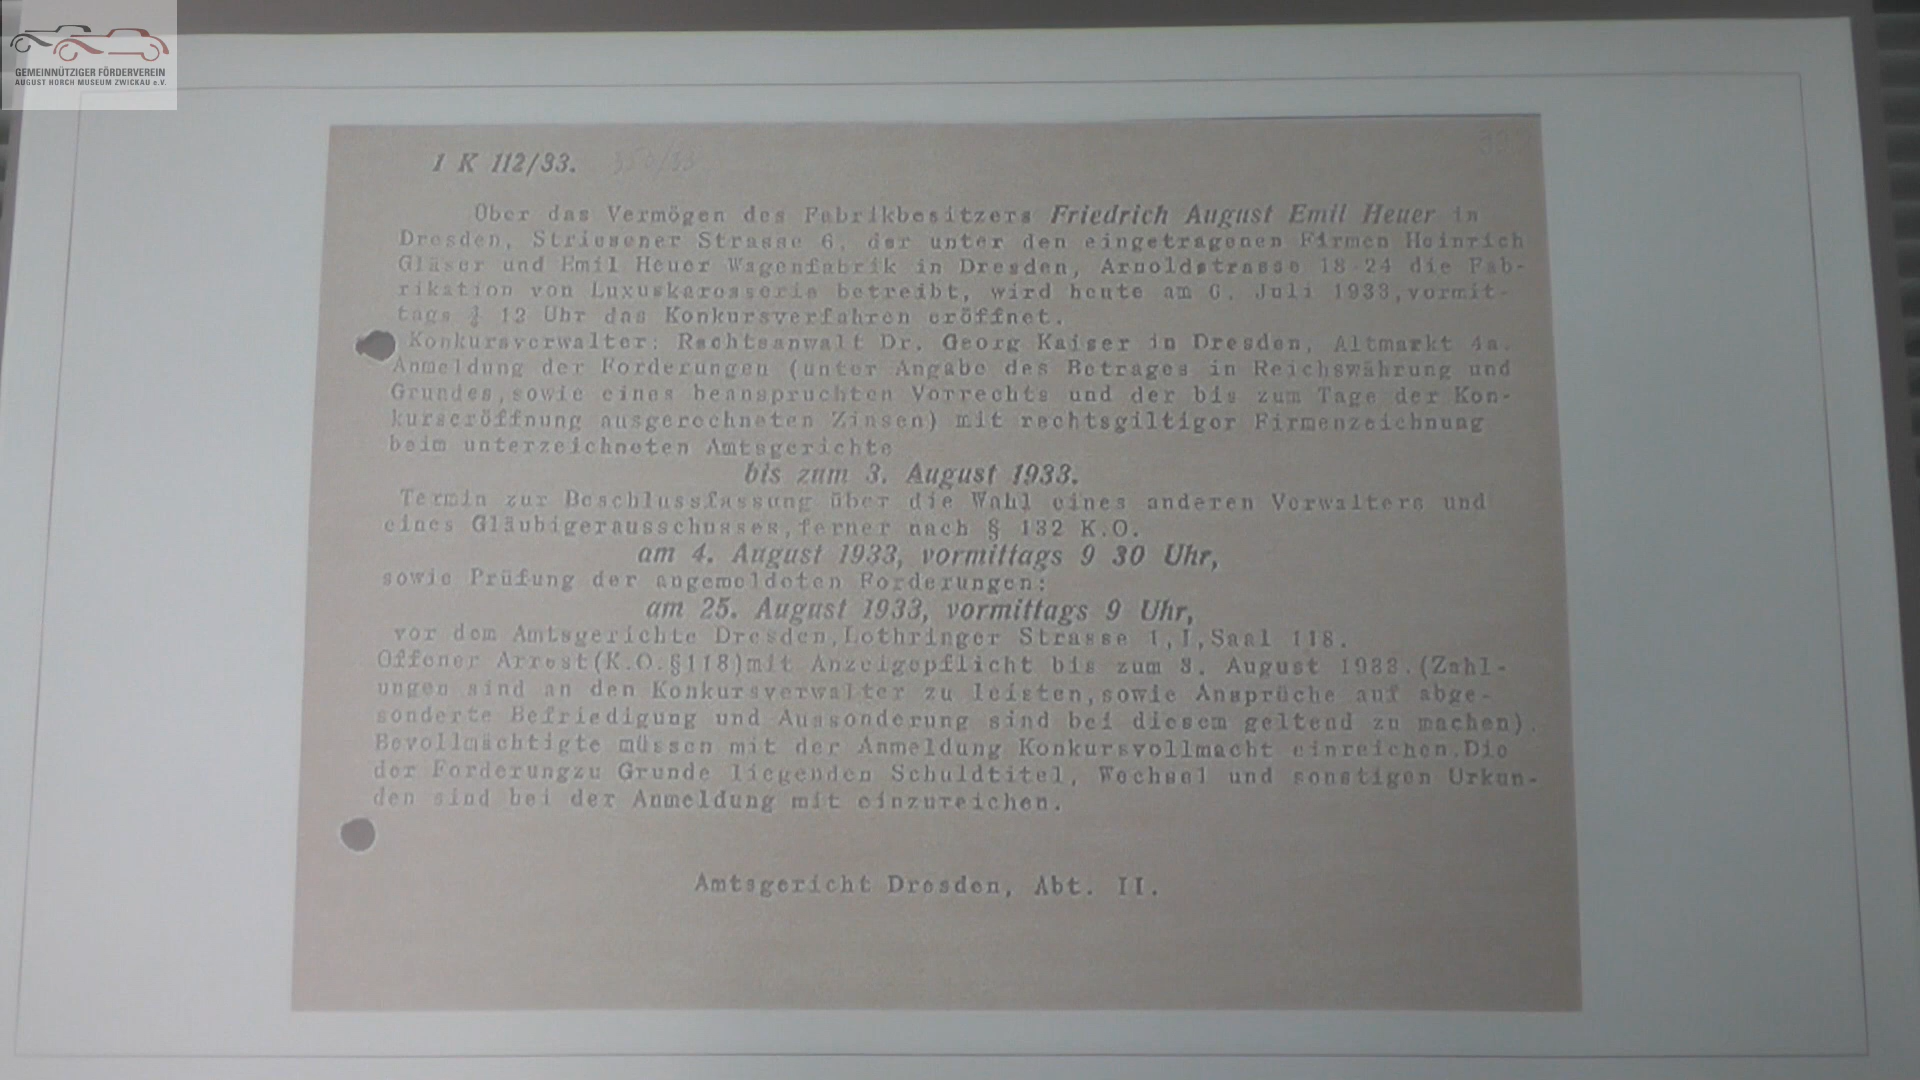 GEMEINNÜTZIGER FÖRDERVEREIN
AUGUST HORCH MUSEUM ZWICKAU e.V.
1 K 112/33.
Über das Vermögen des Fabrikbesitzers Friedrich August Emil Heuer in
Dresden, Striesener Strasse 6, der unter den eingetragenen Firmen Heinrich
Gläser und Emil Heuer Wagenfabrik in Dresden, Arnoldstrasse 18-24 die Fab-
rikation von Luxuskarosserie betreibt, wird heute am 6. Juli 1933,vormit-
tags 12 Uhr das Konkursverfahren eröffnet.
Konkursverwalter: Rechtsanwalt Dr. Georg Kaiser in Dresden, Altmarkt 4a.
Anmeldung der Forderungen (unter Angabe des Betrages in Reichswährung und
Grundes,sowie eines beanspruchten Vorrechts und der bis zum Tage der Kon-
kurseröffnung ausgerechneten Zinsen) mit rechtsgiltiger Firmenzeichnung
beim unterzeichneten Amtsgerichte
bis zum 3. August 1933.
Termin zur Beschlussfassung über die Wahl eines anderen Verwalters und
eines Gläubigerausschusses,ferner nach § 132 K.O.
am 4. August 1933, vormittags 9 30 Uhr,
sowie Prüfung der angemeldeten Forderungen:
am 25. August 1933, vormittags 9 Uhr,
vor dem Amtsgerichte Dresden,Lothringer Strasse 1,I,Saal 118.
Offener Arrest(K.O.§118)mit Anzeigepflicht bis zum 3. August 1933.(Zahl-
ungen sind an den Konkursverwalter zu leisten,sowie Ansprüche auf abge-
sonderte Befriedigung und Aussonderung sind bei diesem geltend zu machen).
Bevollmächtigte müssen mit der Anmeldung Konkursvollmacht einreichen.Die
der Forderungzu Grunde liegenden Schuldtitel, Wechsel und sonstigen Urkun-
den sind bei der Anmeldung mit einzureichen.
Amtsgericht Dresden, Abt. II.